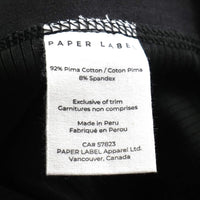 PAPER LABEL
92% Pima Cotton / Coton Pima
8% Spandex
Exclusive of trim
Garnitures non comprises
Made in Peru
Fabriqué en Perou
CA# 57823
PAPER LABEL Apparel Ltd.
Vancouver, Canada